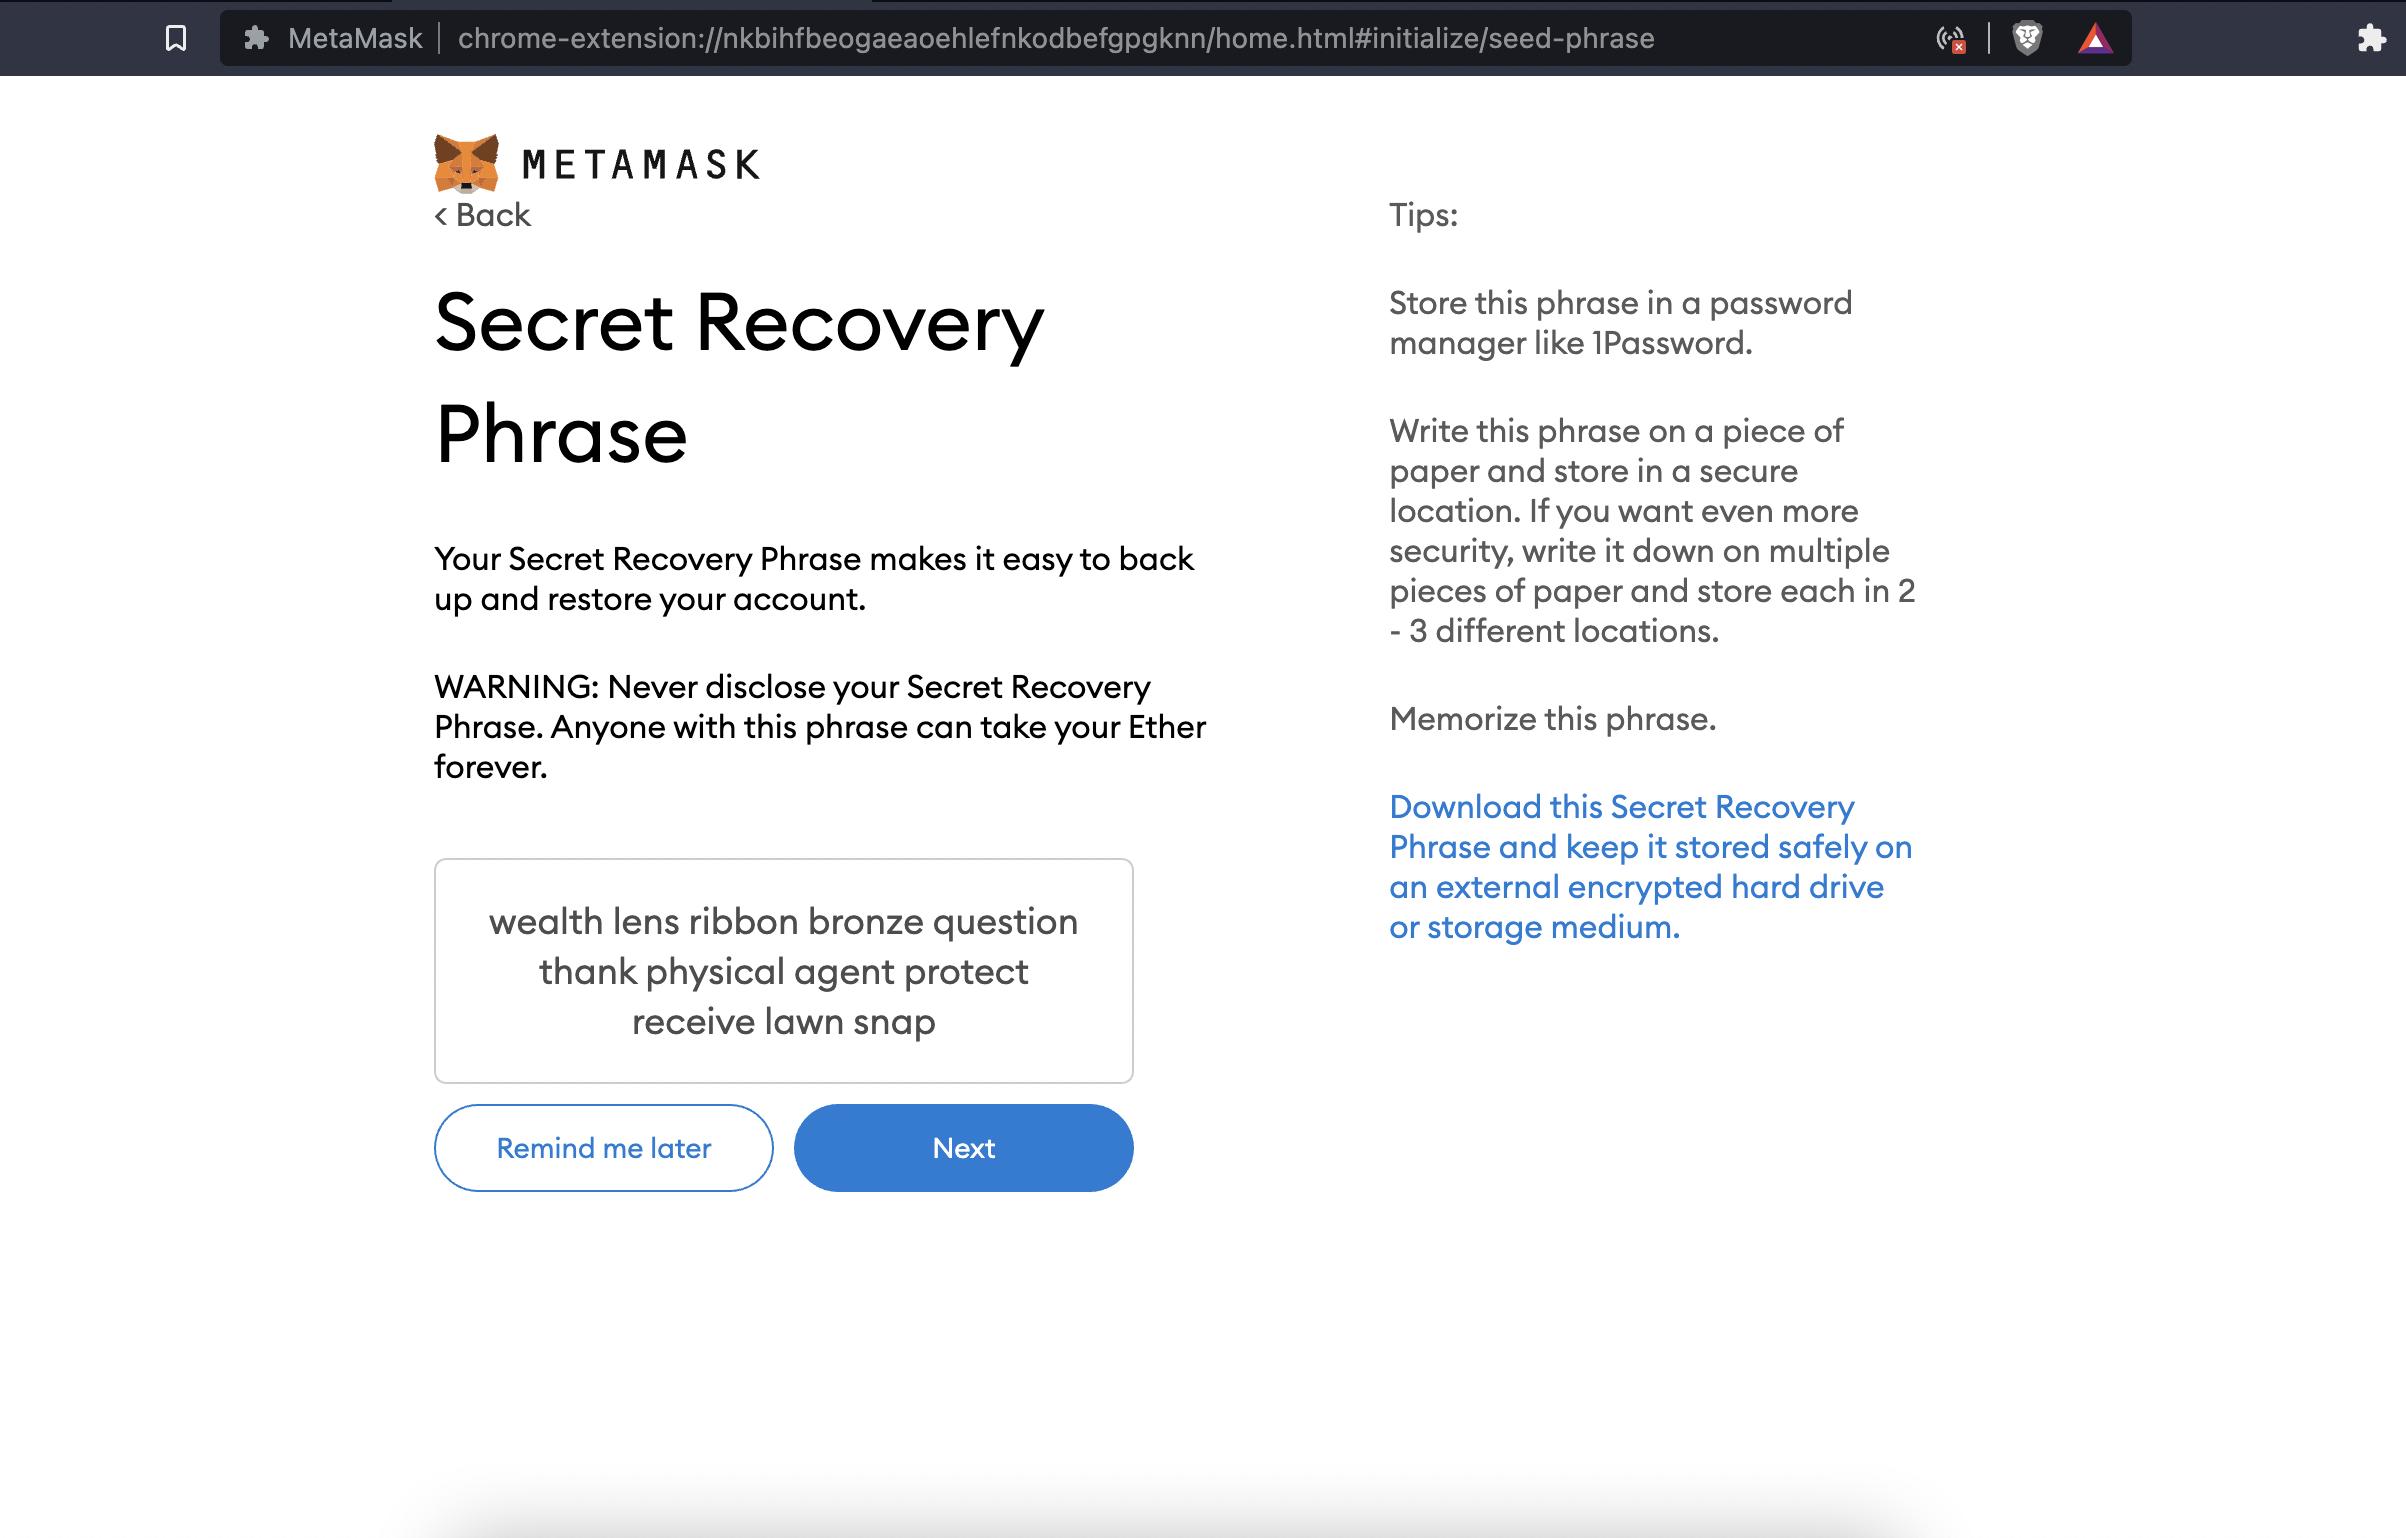 MetaMask
chrome-extension://nkbihfbeogaeaoehlefnkodbefgpgknn/home.html#initialize/seed-phrase
METAMASK
< Back
Secret Recovery
Phrase
Your Secret Recovery Phrase makes it easy to back
up and restore your account.
WARNING: Never disclose your Secret Recovery
Phrase. Anyone with this phrase can take your Ether
forever.
wealth lens ribbon bronze question
thank physical agent protect
receive lawn snap
Remind me later
Next
Tips:
Store this phrase in a password
manager like 1Password.
Write this phrase on a piece of
paper and store in a secure
location. If you want even more
security, write it down on multiple
pieces of paper and store each in 2
- 3 different locations.
Memorize this phrase.
Download this Secret Recovery
Phrase and keep it stored safely on
an external encrypted hard drive
or storage medium.